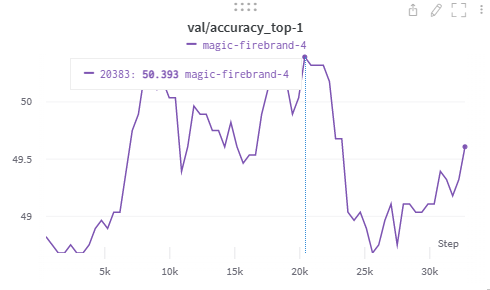 val/accuracy_top-1
magic-firebrand-4
20383: 50.393 magic-firebrand-4
50
49.5
49
Step
5k 10k 15k 20k 25k 30k